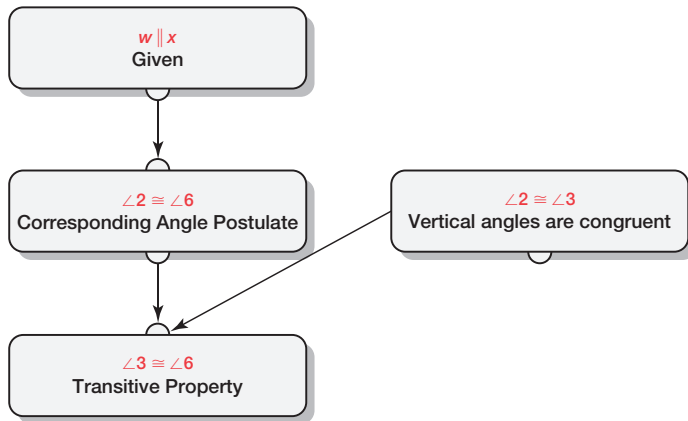 w ∥ x
Given
∠2 ≅ ∠6
Corresponding Angle Postulate
∠2 ≅ ∠3
Vertical angles are congruent
∠3 ≅ ∠6
Transitive Property